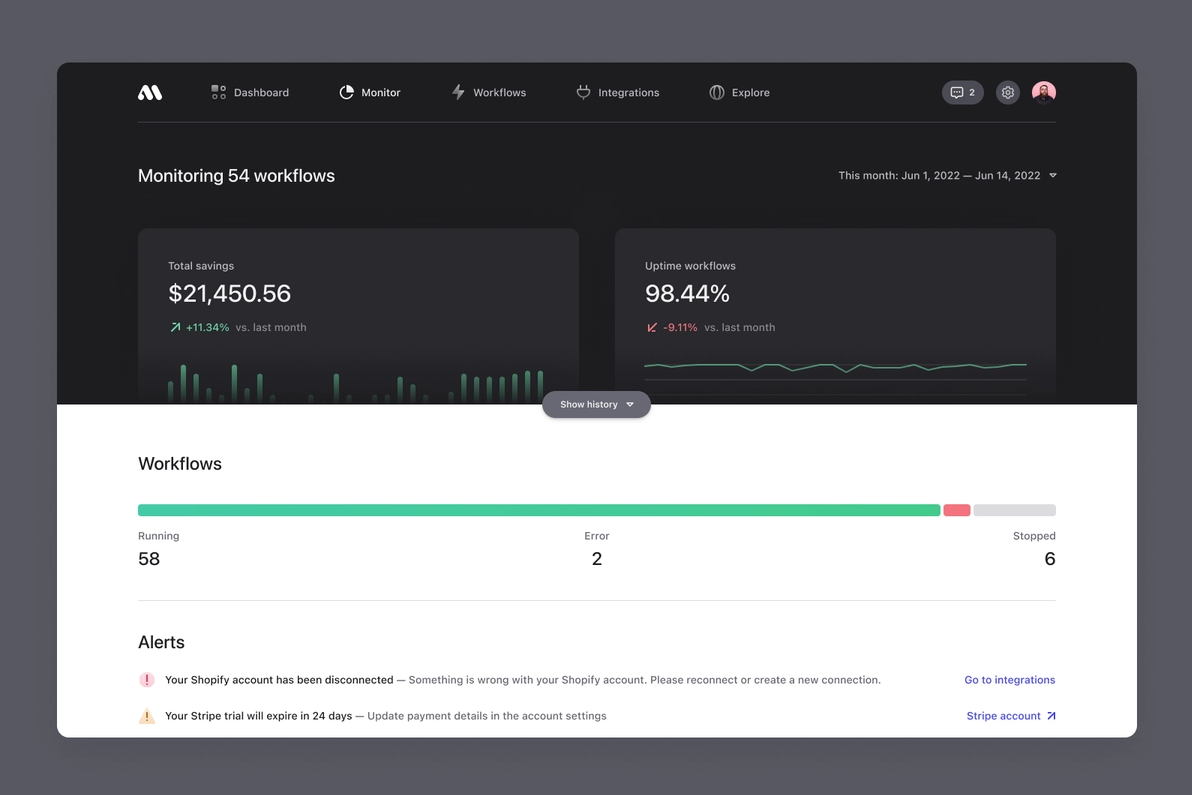 Dashboard Monitor Workflows Integrations Explore 2
Monitoring 54 workflows
This month: Jun 1, 2022 — Jun 14, 2022
Total savings
$21,450.56
+11.34% vs. last month
Uptime workflows
98.44%
-9.11% vs. last month
Show history
Workflows
Running
58
Error
2
Stopped
6
Alerts
Your Shopify account has been disconnected — Something is wrong with your Shopify account. Please reconnect or create a new connection. Go to integrations
Your Stripe trial will expire in 24 days — Update payment details in the account settings Stripe account